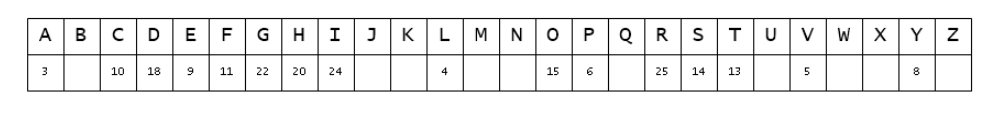 A B C D E F G H I J K L M N O P Q R S T U V W X Y Z
3 10 18 9 11 22 20 24 4 15 6 25 14 13 5 8